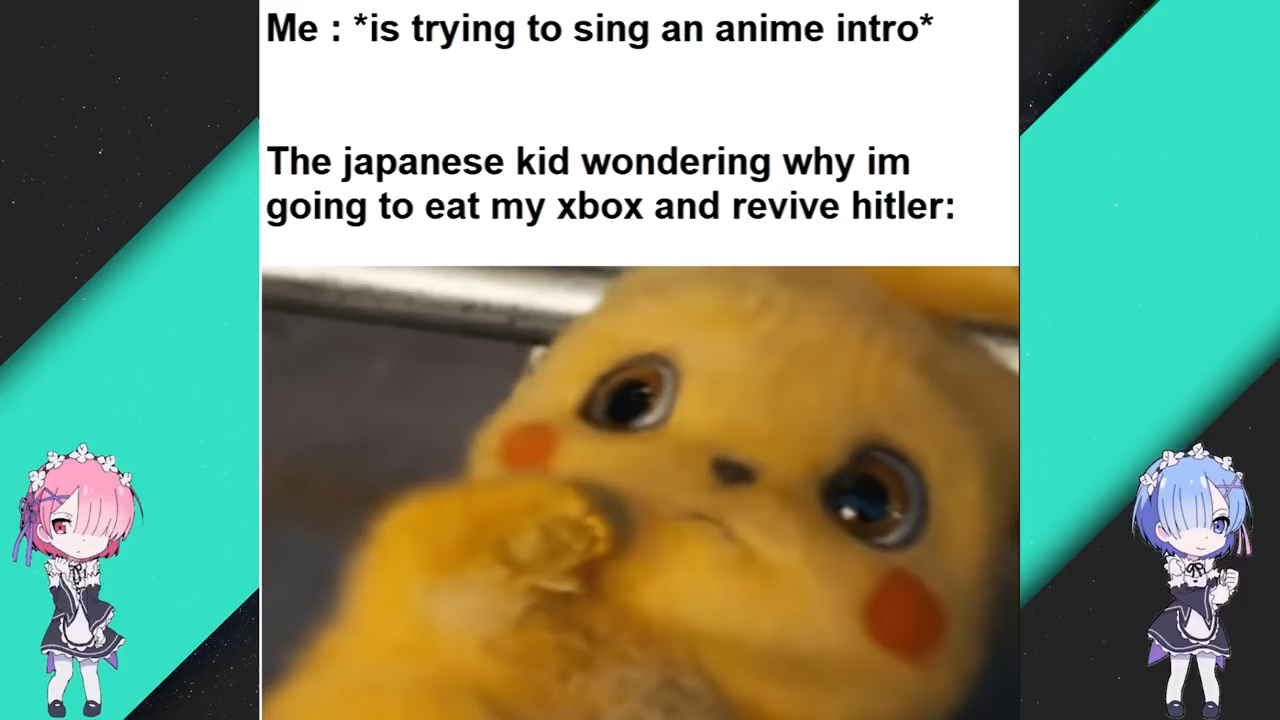 Me : *is trying to sing an anime intro*
The japanese kid wondering why im
going to eat my xbox and revive hitler: